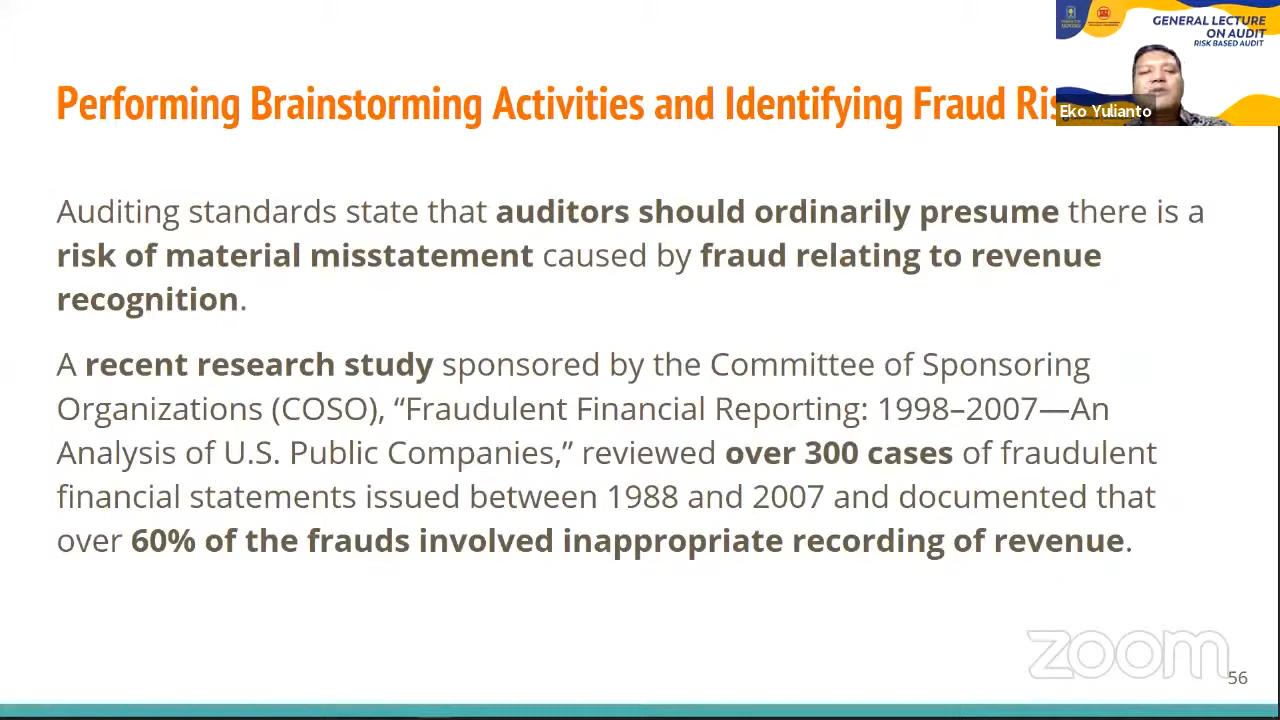 GENERAL LECTURE
ON AUDIT
RISK BASED AUDIT
Eko Yulianto
Performing Brainstorming Activities and Identifying Fraud
Auditing standards state that auditors should ordinarily presume there is a
risk of material misstatement caused by fraud relating to revenue
recognition.
A recent research study sponsored by the Committee of Sponsoring
Organizations (COSO), “Fraudulent Financial Reporting: 1998–2007—An
Analysis of U.S. Public Companies,” reviewed over 300 cases of fraudulent
financial statements issued between 1988 and 2007 and documented that
over 60% of the frauds involved inappropriate recording of revenue.
zoom
56